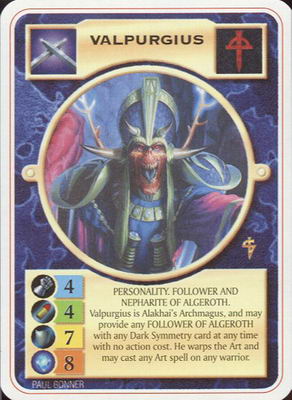 VALPURGIUS
4
4
7
8
PERSONALITY. FOLLOWER AND
NEPHARITE OF ALGEROTH.
Valpurgius is Alakhai's Archmagus, and may
provide any FOLLOWER OF ALGEROTH
with any Dark Symmetry card at any time
with no action cost. He warps the Art and
may cast any Art spell on any warrior.
PAUL BONNER